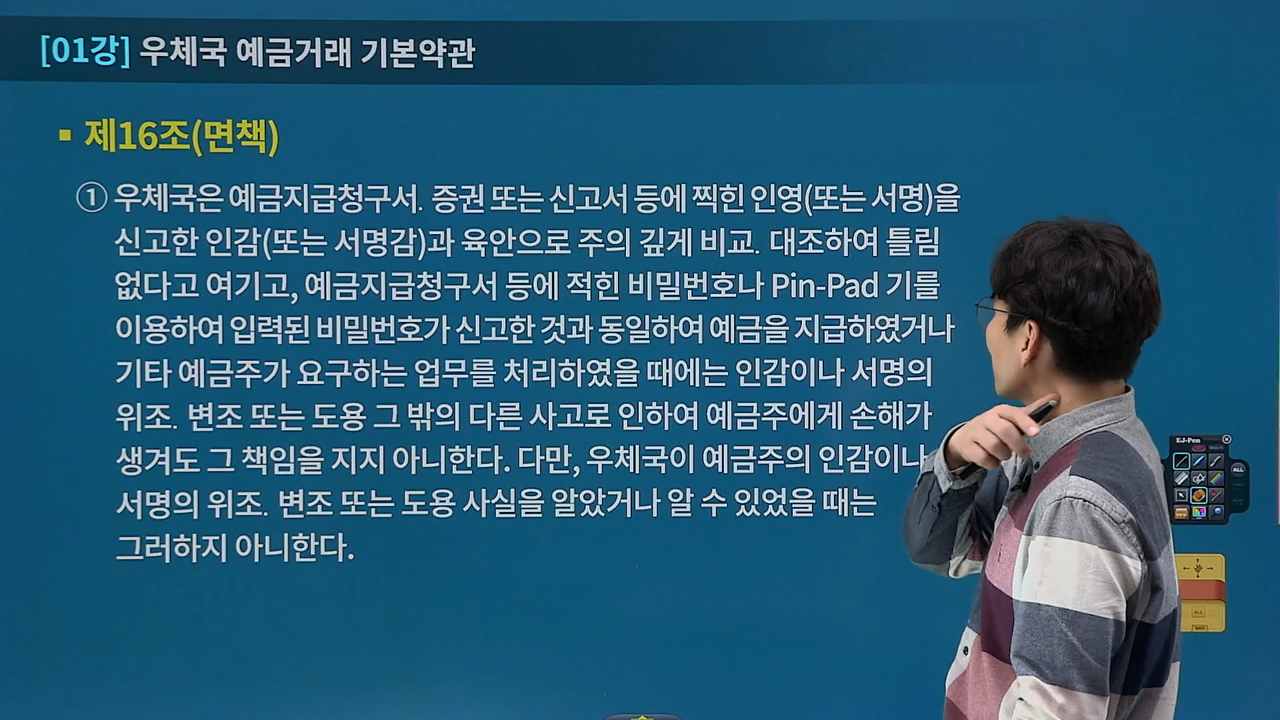 [01강] 우체국 예금거래 기본약관
▪ 제16조(면책)
① 우체국은 예금지급청구서. 증권 또는 신고서 등에 찍힌 인영(또는 서명)을
신고한 인감(또는 서명감)과 육안으로 주의 깊게 비교. 대조하여 틀림
없다고 여기고, 예금지급청구서 등에 적힌 비밀번호나 Pin-Pad 기를
이용하여 입력된 비밀번호가 신고한 것과 동일하여 예금을 지급하였거나
기타 예금주가 요구하는 업무를 처리하였을 때에는 인감이나 서명의
위조. 변조 또는 도용 그 밖의 다른 사고로 인하여 예금주에게 손해가
생겨도 그 책임을 지지 아니한다. 다만, 우체국이 예금주의 인감이나
서명의 위조. 변조 또는 도용 사실을 알았거나 알 수 있었을 때는
그러하지 아니한다.
EJ-Pen
ALL
ALL